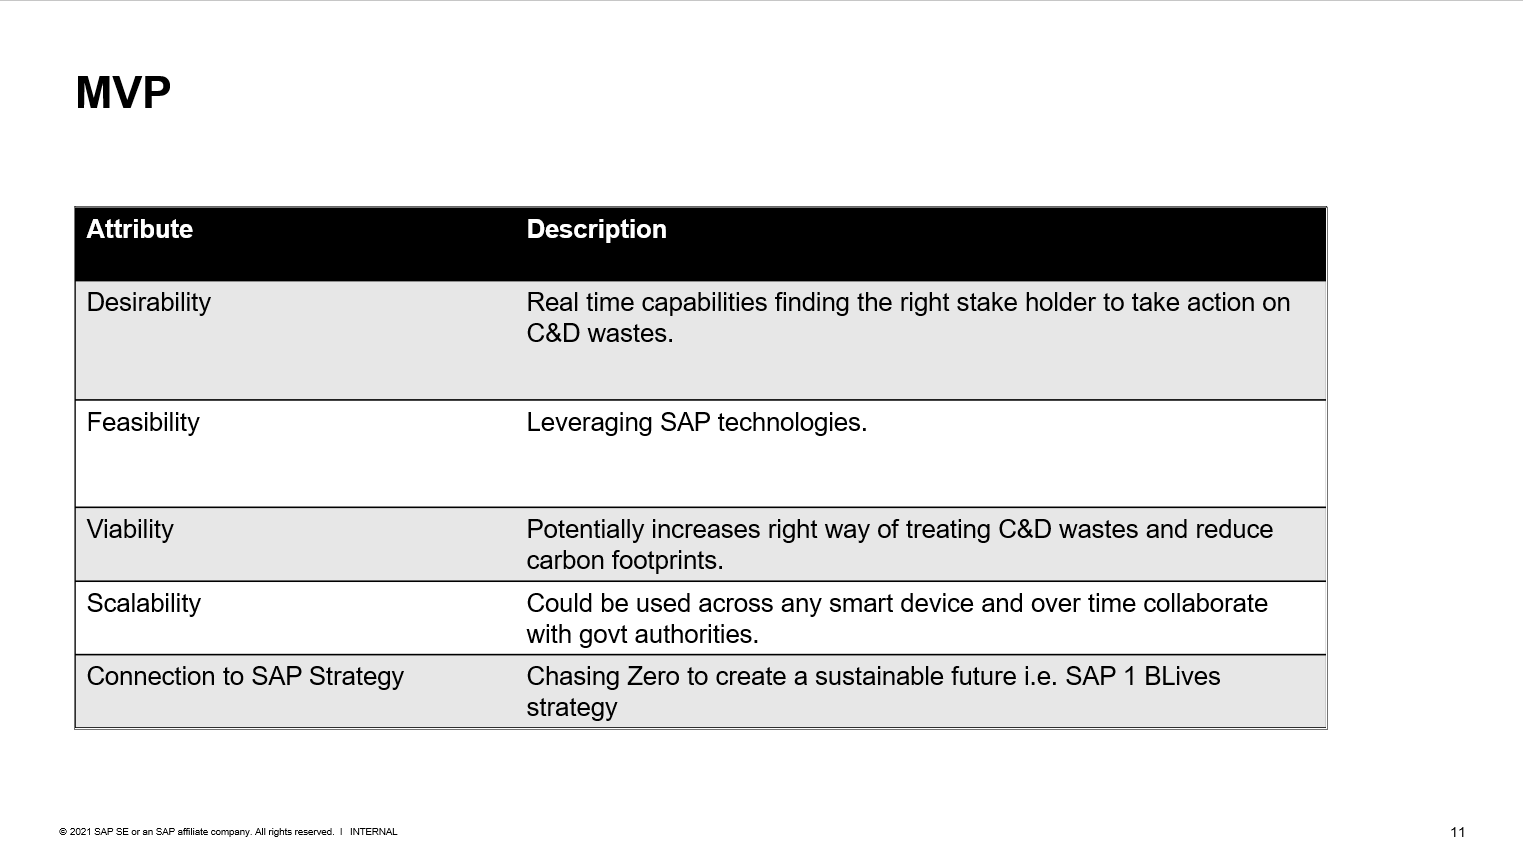 MVP
Attribute
Description
Desirability
Real time capabilities finding the right stake holder to take action on
C&D wastes.
Feasibility
Leveraging SAP technologies.
Viability
Potentially increases right way of treating C&D wastes and reduce
carbon footprints.
Scalability
Could be used across any smart device and over time collaborate
with govt authorities.
Connection to SAP Strategy
Chasing Zero to create a sustainable future i.e. SAP 1 BLives
strategy
© 2021 SAP SE or an SAP affiliate company. All rights reserved. I INTERNAL
11